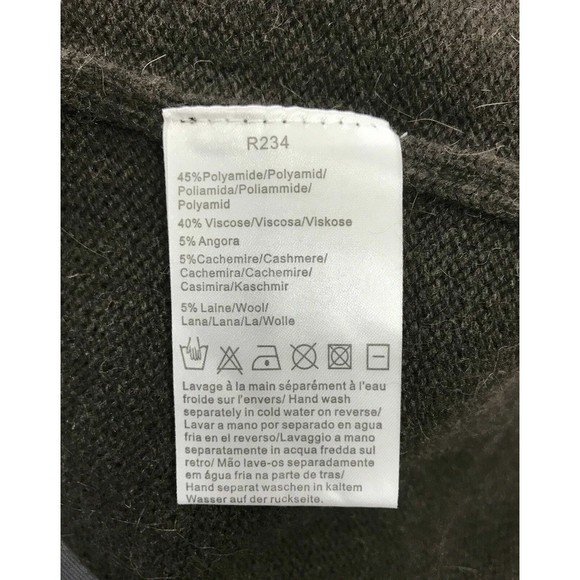 R234
45%Polyamide/Polyamid/
Poliamida/Poliammide/
Polyamid
40% Viscose/Viscosa/Viskose
5% Angora
5%Cachemire/Cashmere/
Cachemira/Cachemire/
Casimira/Kaschmir
5% Laine/Wool/
Lana/Lana/La/Wolle
Lavage à la main séparément à l'eau
froide sur l'envers/ Hand wash
separately in cold water on reverse/
Lavar a mano por separado en agua
fria en el reverso/Lavaggio a mano
separatamente in acqua fredda sul
retro/ Mão lave-os separadamente
em água fria na parte de tras/
Hand separat waschen in kaltem
Wasser auf der ruckseite.